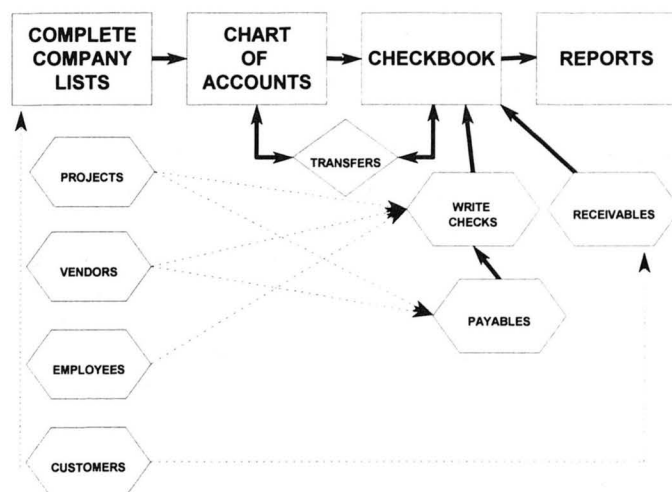 COMPLETE
COMPANY
LISTS
CHART
OF
ACCOUNTS
CHECKBOOK
REPORTS
TRANSFERS
PROJECTS
WRITE
CHECKS
RECEIVABLES
VENDORS
PAYABLES
EMPLOYEES
CUSTOMERS